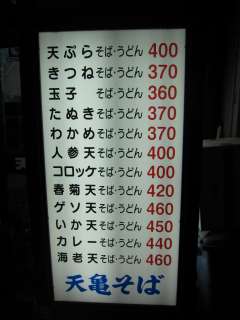 天ぷらそば・うどん 400
きつねそば・うどん 370
玉子 そば・うどん 360
たぬきそば・うどん 370
わかめそば・うどん 370
人参天そば・うどん 400
コロッケそば・うどん 400
春菊天そば・うどん 420
ゲソ天そば・うどん 460
いか天そば・うどん 450
カレーそば・うどん 440
海老天そば・うどん 460
天亀そば